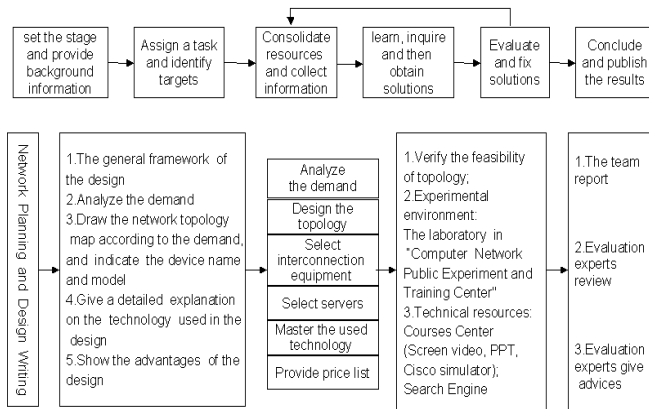 set the stage
and provide
background
information
Assign a task
and identify
targets
Consolidate
resources
and collect
information
learn, inquire
and then
obtain
solutions
Evaluate
and fix
solutions
Conclude
and publish
the results
Network Planning and Design Writing
1.The general framework of
the design
2.Analyze the demand
3.Draw the network topology
map according to the demand,
and indicate the device name
and model
4.Give a detailed explanation
on the technology used in the
design
5.Show the advantages of the
design
Analyze
the demand
Design the
topology
Select
interconnection
equipment
Select servers
Master the used
technology
Provide price list
1.Verify the feasibility
of topology;
2.Experimental
environment:
The laboratory in
"Computer Network
Public Experiment and
Training Center"
3.Technical resources:
Courses Center
(Screen video, PPT,
Cisco simulator);
Search Engine
1.The team
report
2.Evaluation
experts
review
3.Evaluation
experts give
advices